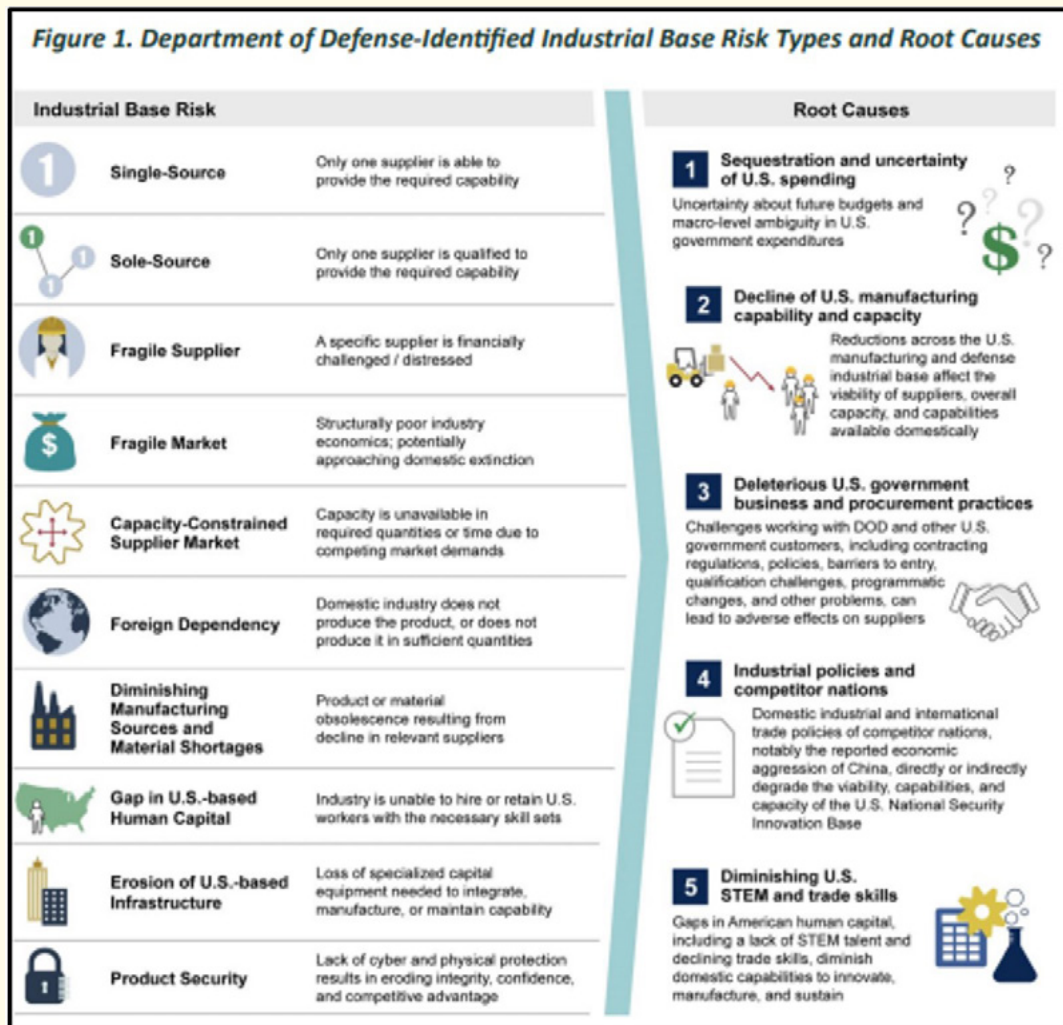 Figure 1. Department of Defense-Identified Industrial Base Risk Types and Root Causes
Industrial Base Risk
1
Single-Source
Only one supplier is able to
provide the required capability
1
1
1
Sole-Source
Only one supplier is qualified to
provide the required capability
Fragile Supplier
A specific supplier is financially
challenged / distressed
$
Fragile Market
Structurally poor industry
economics; potentially
approaching domestic extinction
Capacity-Constrained
Supplier Market
Capacity is unavailable in
required quantities or time due to
competing market demands
Foreign Dependency
Domestic industry does not
produce the product, or does not
produce it in sufficient quantities
Diminishing
Manufacturing
Sources and
Material Shortages
Product or material
obsolescence resulting from
decline in relevant suppliers
Gap in U.S.-based
Human Capital
Industry is unable to hire or retain U.S.
workers with the necessary skill sets
Erosion of U.S.-based
Infrastructure
Loss of specialized capital
equipment needed to integrate,
manufacture, or maintain capability
Product Security
Lack of cyber and physical protection
results in eroding integrity, confidence,
and competitive advantage
Root Causes
1
Sequestration and uncertainty
of U.S. spending
Uncertainty about future budgets and
macro-level ambiguity in U.S.
government expenditures
? ? ? ? ?
$
2
Decline of U.S. manufacturing
capability and capacity
Reductions across the U.S.
manufacturing and defense
industrial base affect the
viability of suppliers, overall
capacity, and capabilities
available domestically
3
Deleterious U.S. government
business and procurement practices
Challenges working with DOD and other U.S.
government customers, including contracting
regulations, policies, barriers to entry,
qualification challenges, programmatic
changes, and other problems, can
lead to adverse effects on suppliers
4
Industrial policies and
competitor nations
Domestic industrial and international
trade policies of competitor nations,
notably the reported economic
aggression of China, directly or indirectly
degrade the viability, capabilities, and
capacity of the U.S. National Security
Innovation Base
5
Diminishing U.S.
STEM and trade skills
Gaps in American human capital,
including a lack of STEM talent and
declining trade skills, diminish
domestic capabilities to innovate,
manufacture, and sustain